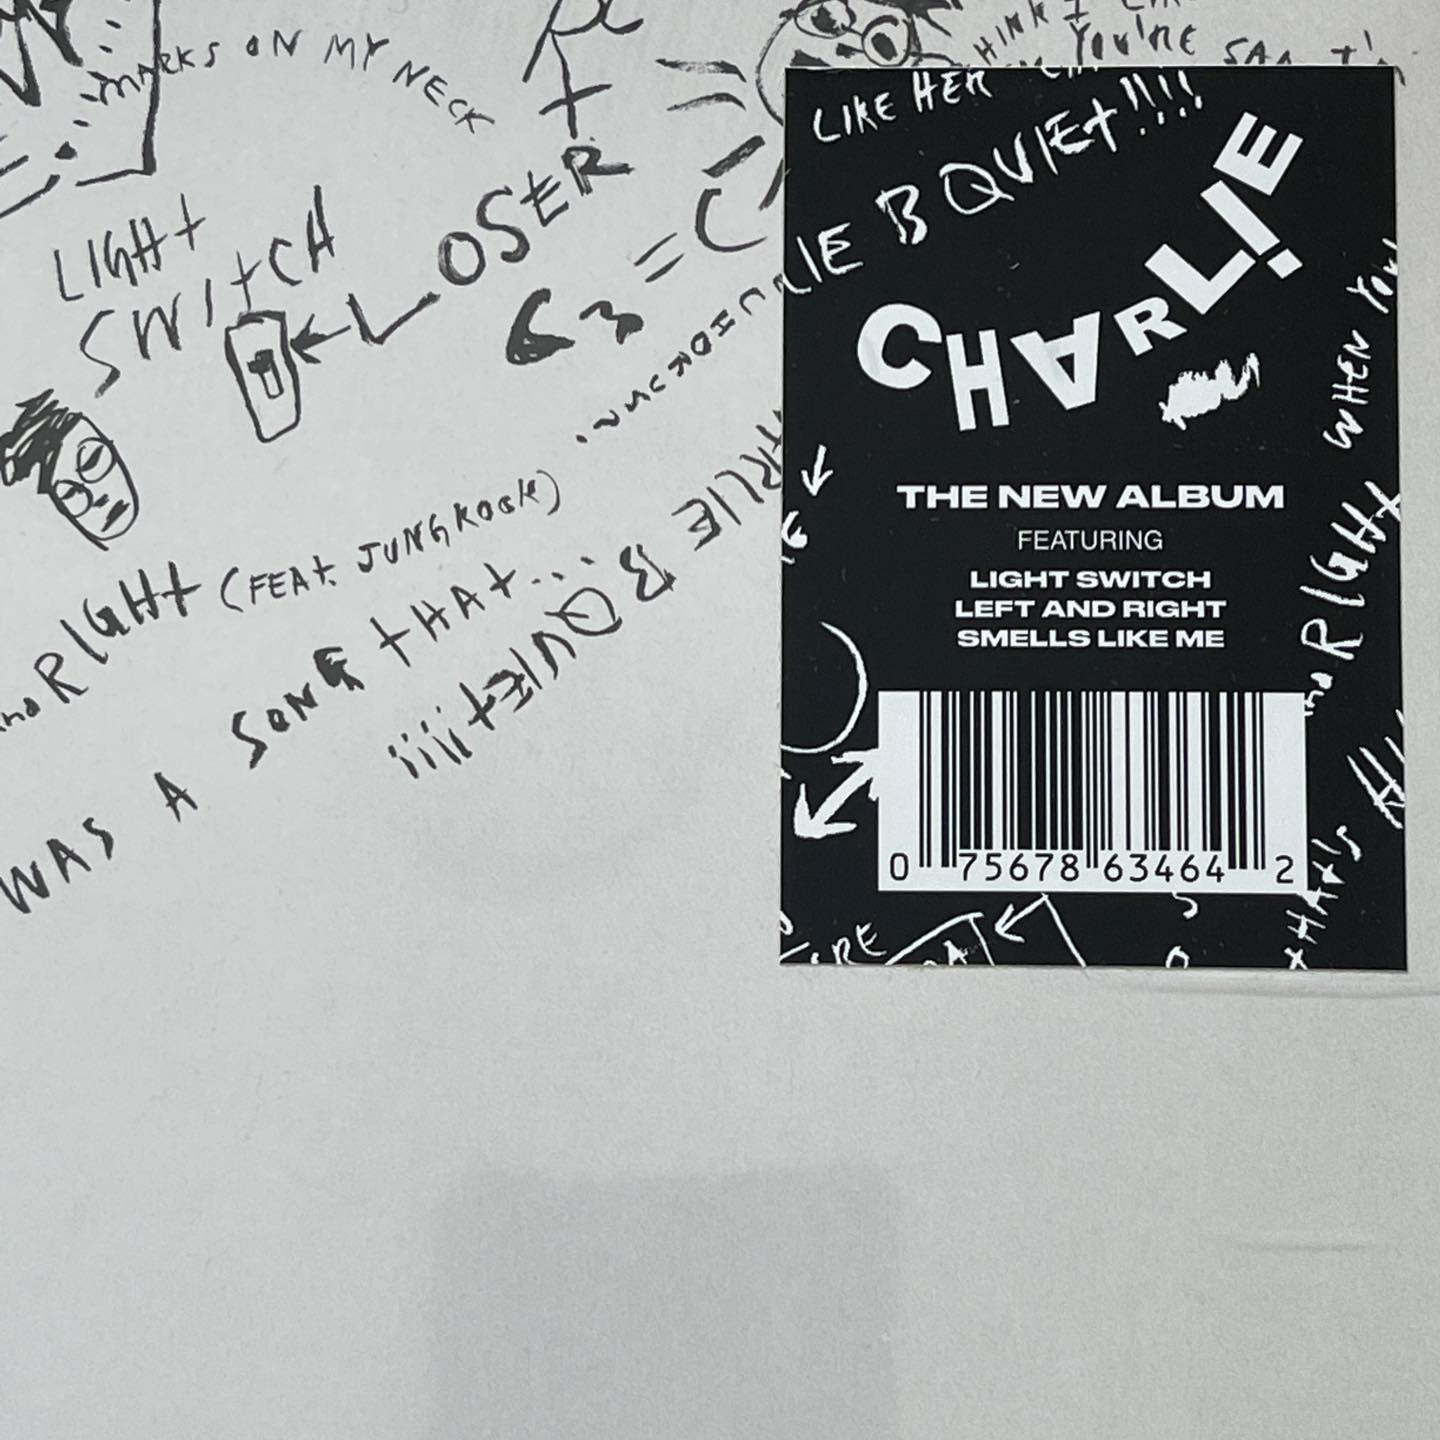 MARKS ON MY NECK
LIGHT
SWITCH
LOSER
RIGHT (FEAT. JUNGKOOK)
WAS A SONG THAT...
B QUIET!!!!
YOU'RE
LIKE HER
B QUIET!!!!
CHARLIE
THE NEW ALBUM
FEATURING
LIGHT SWITCH
LEFT AND RIGHT
SMELLS LIKE ME
0 75678 63464 2
WHEN YOU
RIGHT
THAT'S